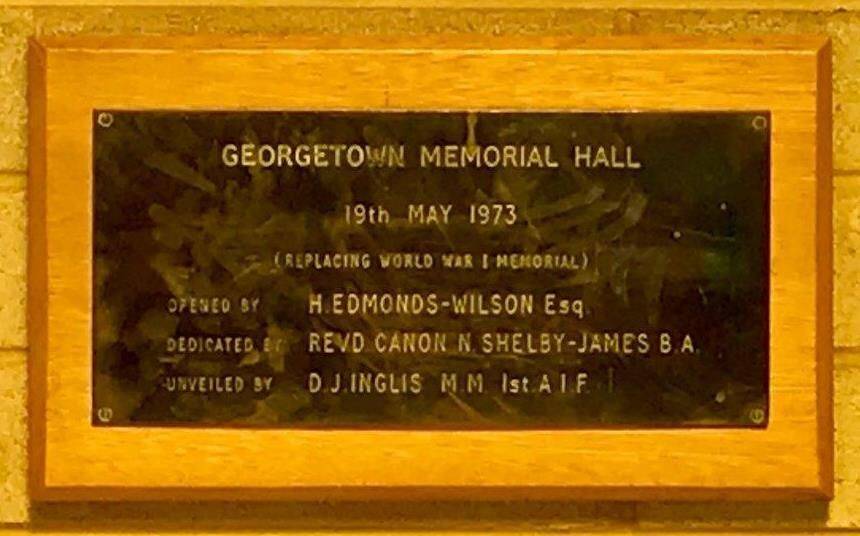 GEORGETOWN MEMORIAL HALL
19th MAY 1973
(REPLACING WORLD WAR I MEMORIAL)
OPENED BY H.EDMONDS-WILSON Esq.
DEDICATED BY REVD CANON N. SHELBY-JAMES B.A.
UNVEILED BY D.J.INGLIS M.M. 1st.A.I.F.